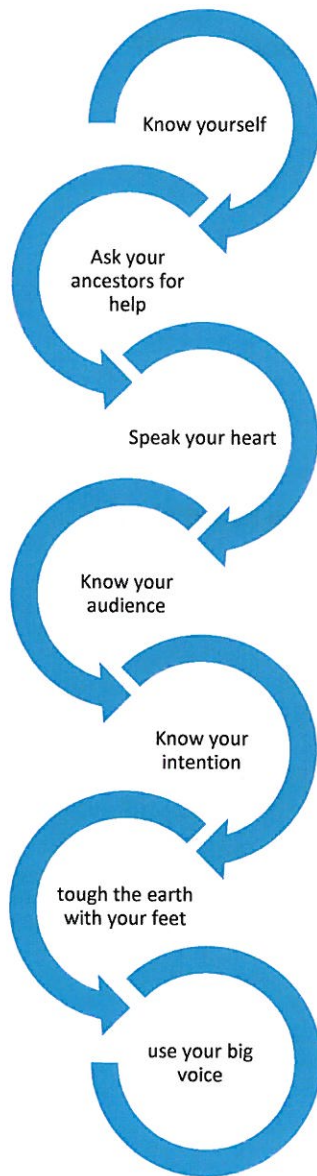 Know yourself
Ask your
ancestors for
help
Speak your heart
Know your
audience
Know your
intention
tough the earth
with your feet
use your big
voice